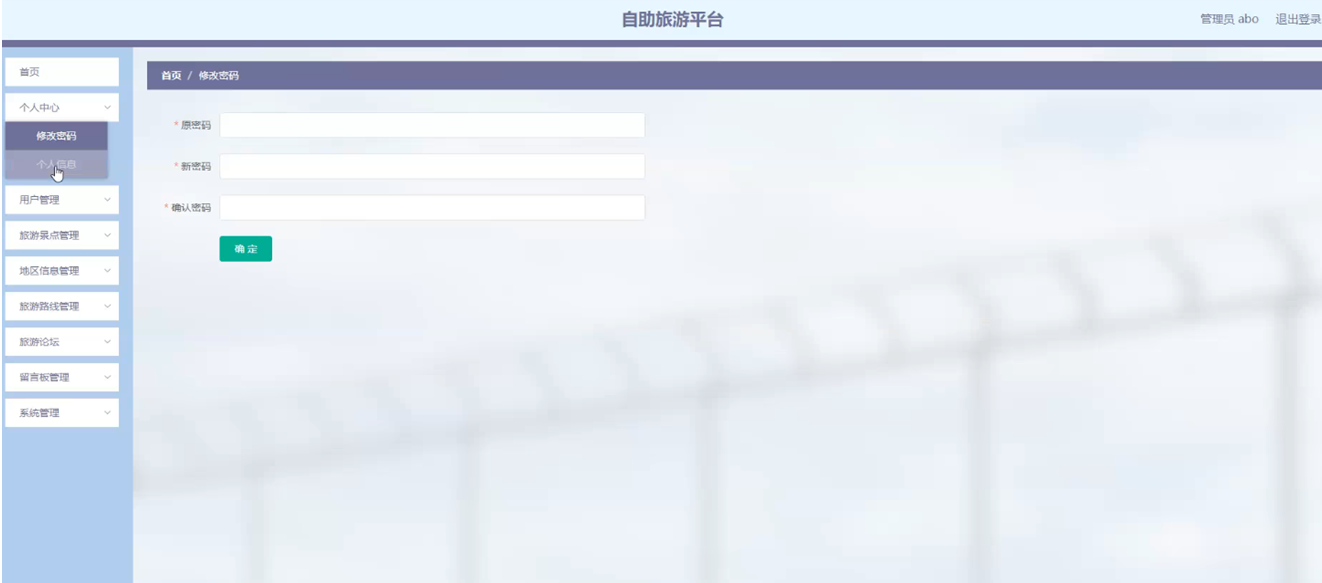 自助旅游平台
管理员 abo 退出登录
首页
个人中心
修改密码
个人信息
用户管理
旅游景点管理
地区信息管理
旅游路线管理
旅游论坛
留言板管理
系统管理
首页 / 修改密码
* 原密码
* 新密码
* 确认密码
确定